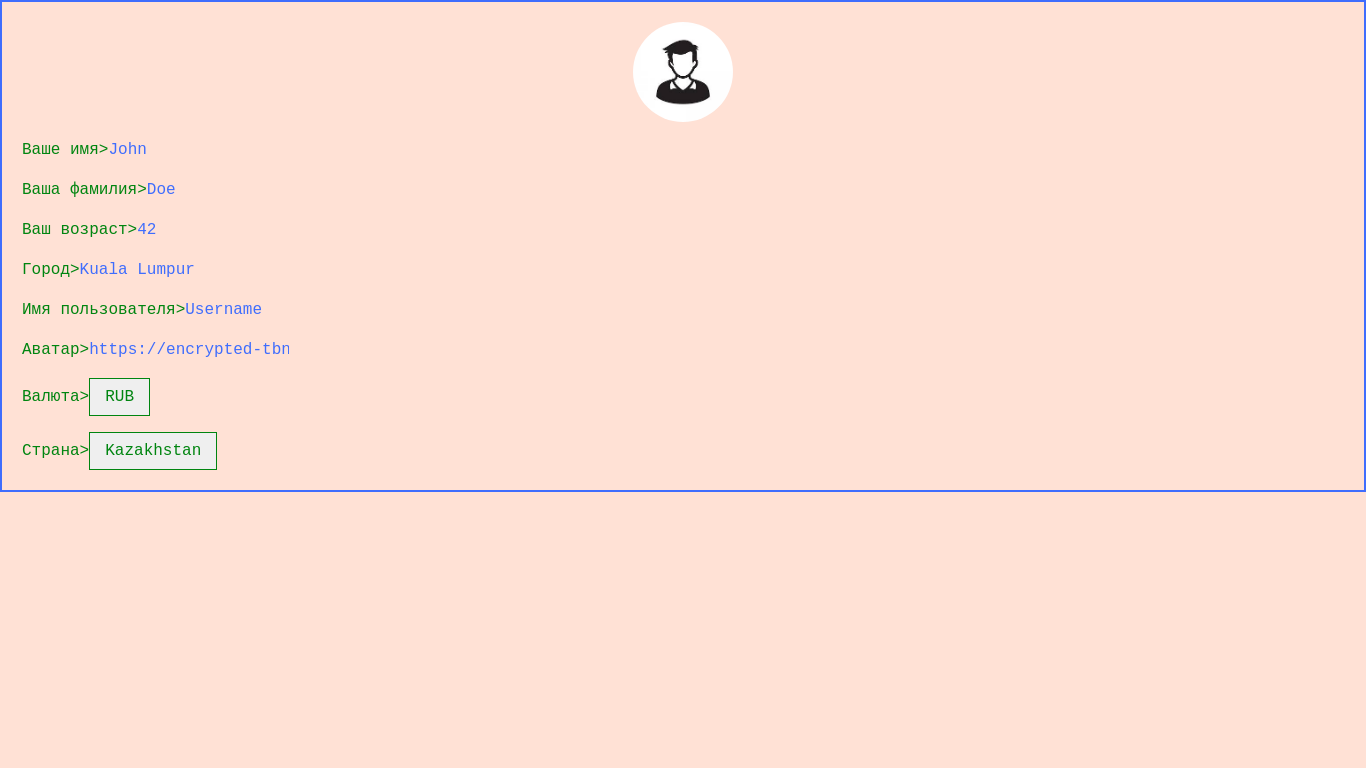 Ваше имя>John
Ваша фамилия>Doe
Ваш возраст>42
Город>Kuala Lumpur
Имя пользователя>Username
Аватар>https://encrypted-tbn
Валюта>RUB
Страна>Kazakhstan